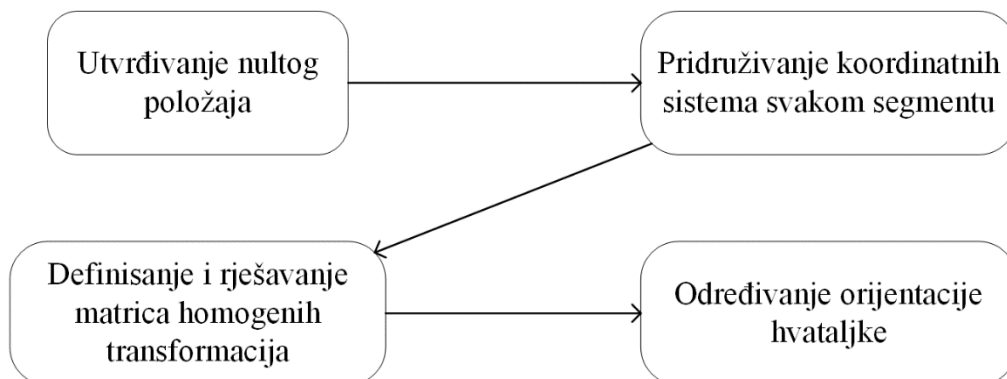 Utvrđivanje nultog
položaja
Pridruživanje koordinatnih
sistema svakom segmentu
Definisanje i rješavanje
matrica homogenih
transformacija
Određivanje orijentacije
hvataljke